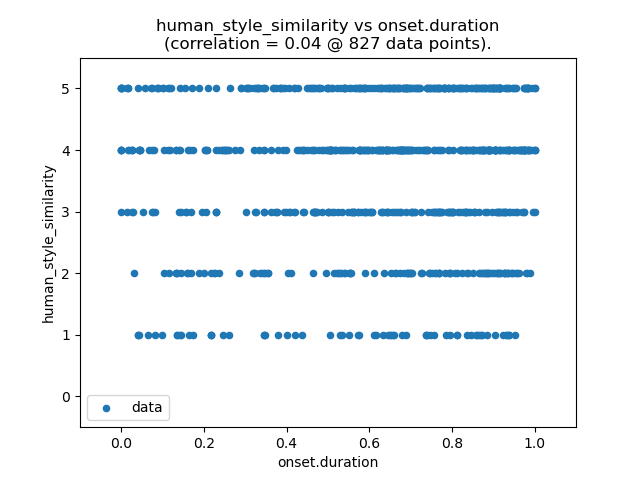 human_style_similarity vs onset.duration
(correlation = 0.04 @ 827 data points).
human_style_similarity
5
4
3
2
1
0
data
0.0 0.2 0.4 0.6 0.8 1.0
onset.duration